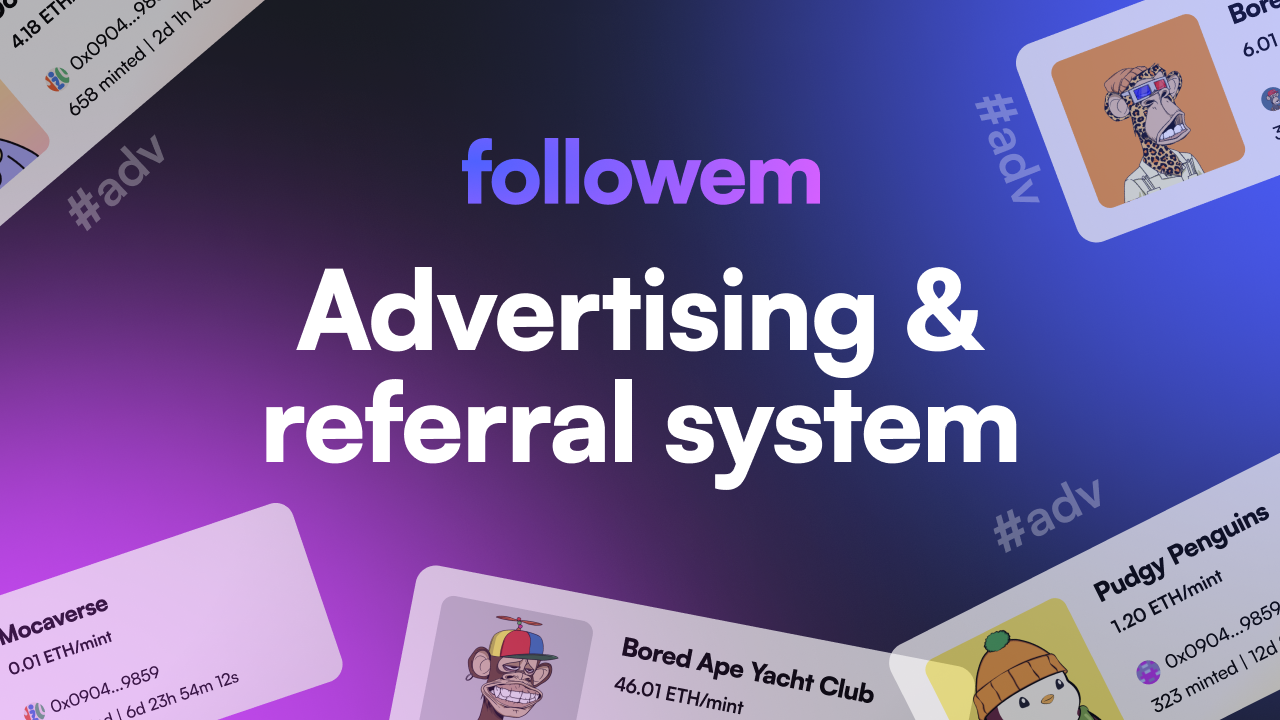 4.18 ETH
0x0904...985
658 minted | 2d 1h 4
#adv
#adv
6.01
followem
Advertising &
referral system
#adv
Mocaverse
0.01 ETH/mint
0x0904...9859
d | 6d 23h 54m 12s
Bored Ape Yacht Club
46.01 ETH/mint
Pudgy Penguins
1.20 ETH/mint
0x0904...9859
323 minted | 12d